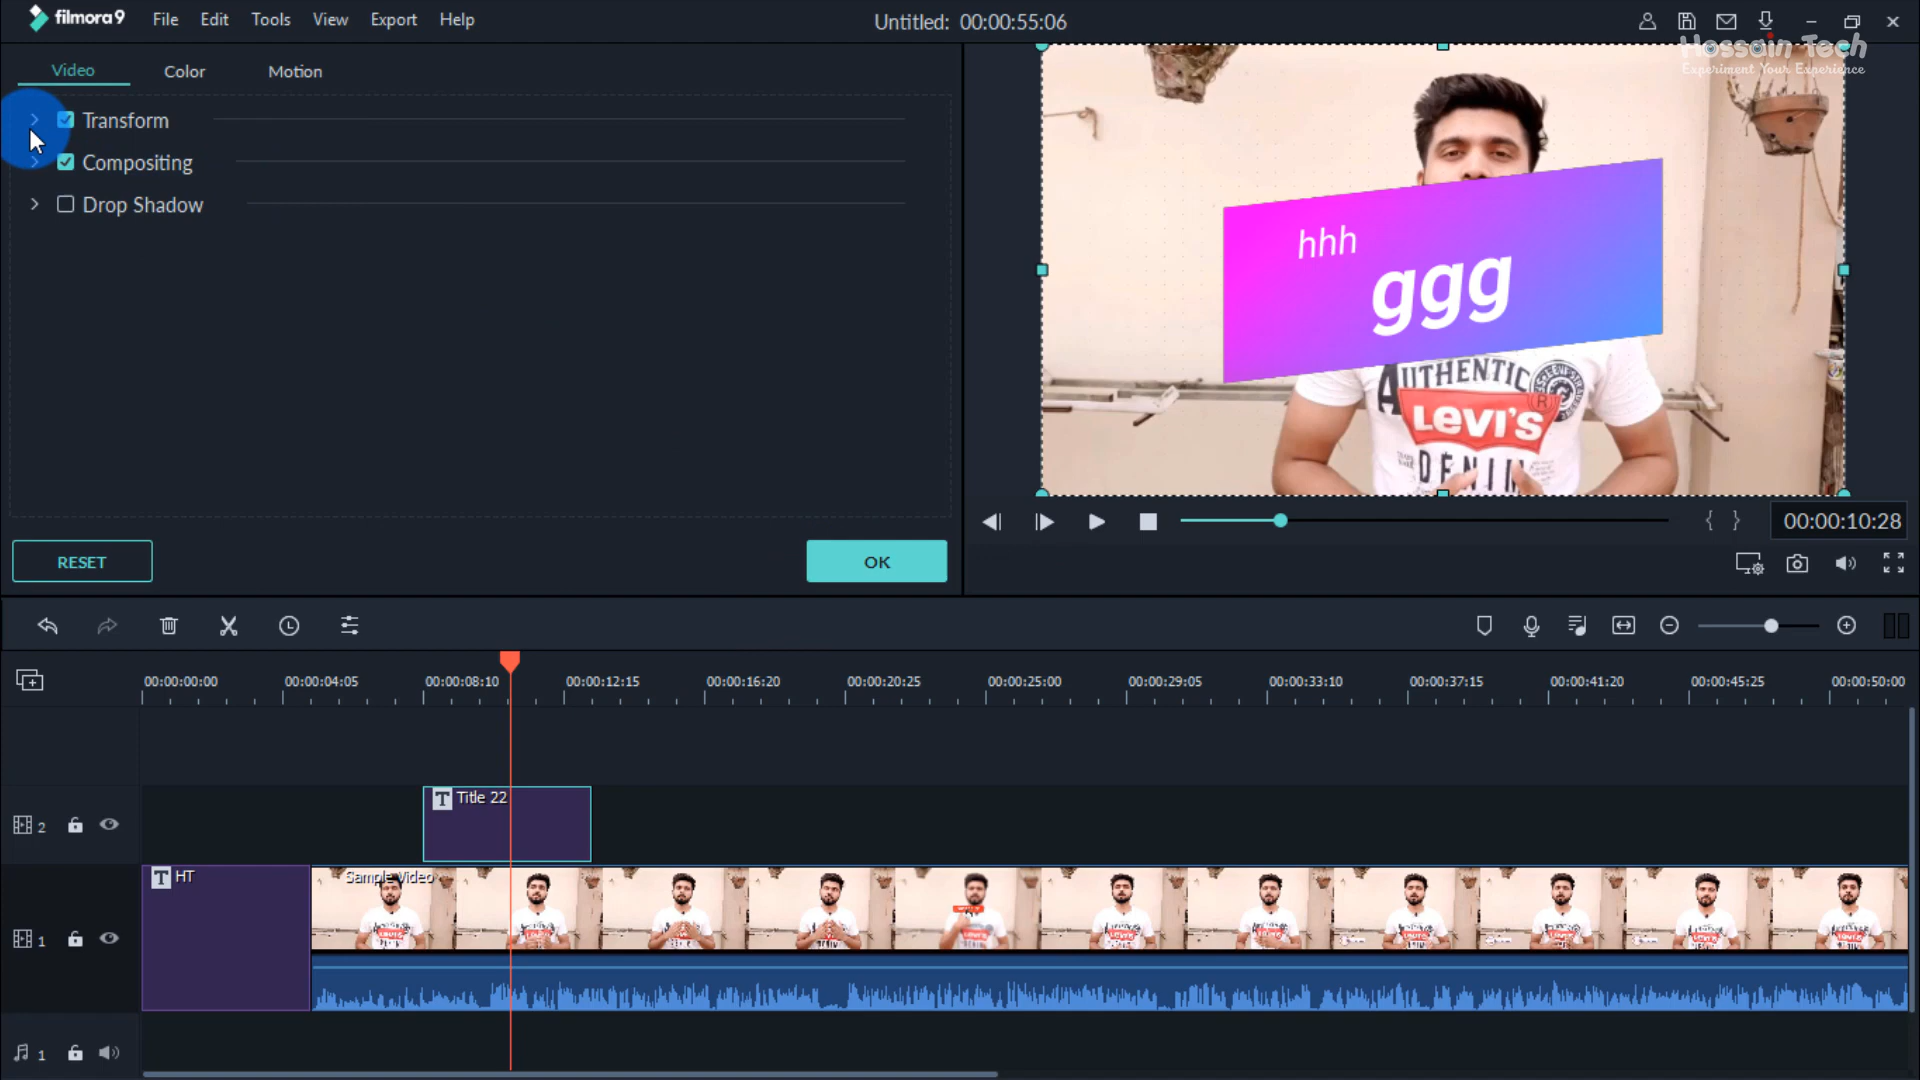 filmora9 File Edit Tools View Export Help Untitled: 00:00:55:06
Hossain Tech
Experiment Your Experience
Video Color Motion
Transform
Compositing
Drop Shadow
hhh
ggg
AUTHENTIC
LEVI'S
DENIM
RESET OK
{ } 00:00:10:28
00:00:00:00 00:00:04:05 00:00:08:10 00:00:12:15 00:00:16:20 00:00:20:25 00:00:25:00 00:00:29:05 00:00:33:10 00:00:37:15 00:00:41:20 00:00:45:25 00:00:50:00
2 T Title 22
T HT Sample Video
1
1